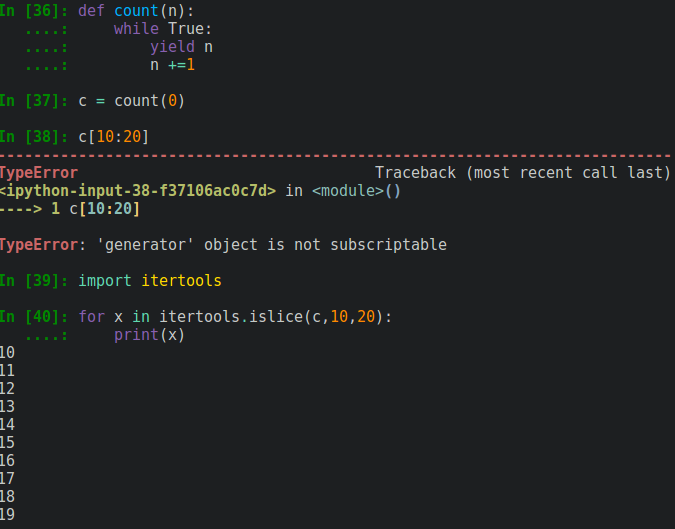 In [36]: def count(n):
   ....:     while True:
   ....:         yield n
   ....:         n +=1
In [37]: c = count(0)
In [38]: c[10:20]
---------------------------------------------------------------------------
TypeError                                 Traceback (most recent call last)
<ipython-input-38-f37106ac0c7d> in <module>()
----> 1 c[10:20]
TypeError: 'generator' object is not subscriptable
In [39]: import itertools
In [40]: for x in itertools.islice(c,10,20):
   ....:     print(x)
10
11
12
13
14
15
16
17
18
19